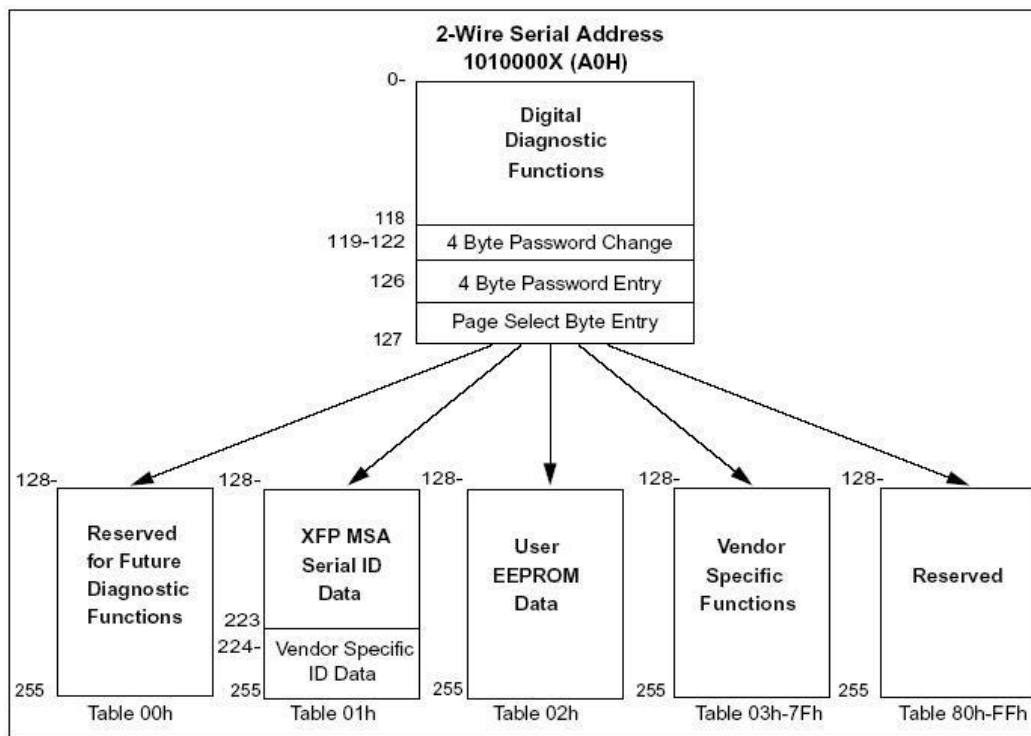 2-Wire Serial Address
1010000X (A0H)
0-
Digital
Diagnostic
Functions
118
119-122
4 Byte Password Change
126
4 Byte Password Entry
Page Select Byte Entry
127
128-
Reserved
for Future
Diagnostic
Functions
255
Table 00h
128-
XFP MSA
Serial ID
Data
223
224-
Vendor Specific
ID Data
255
Table 01h
128-
User
EEPROM
Data
255
Table 02h
128-
Vendor
Specific
Functions
255
Table 03h-7Fh
128-
Reserved
255
Table 80h-FFh